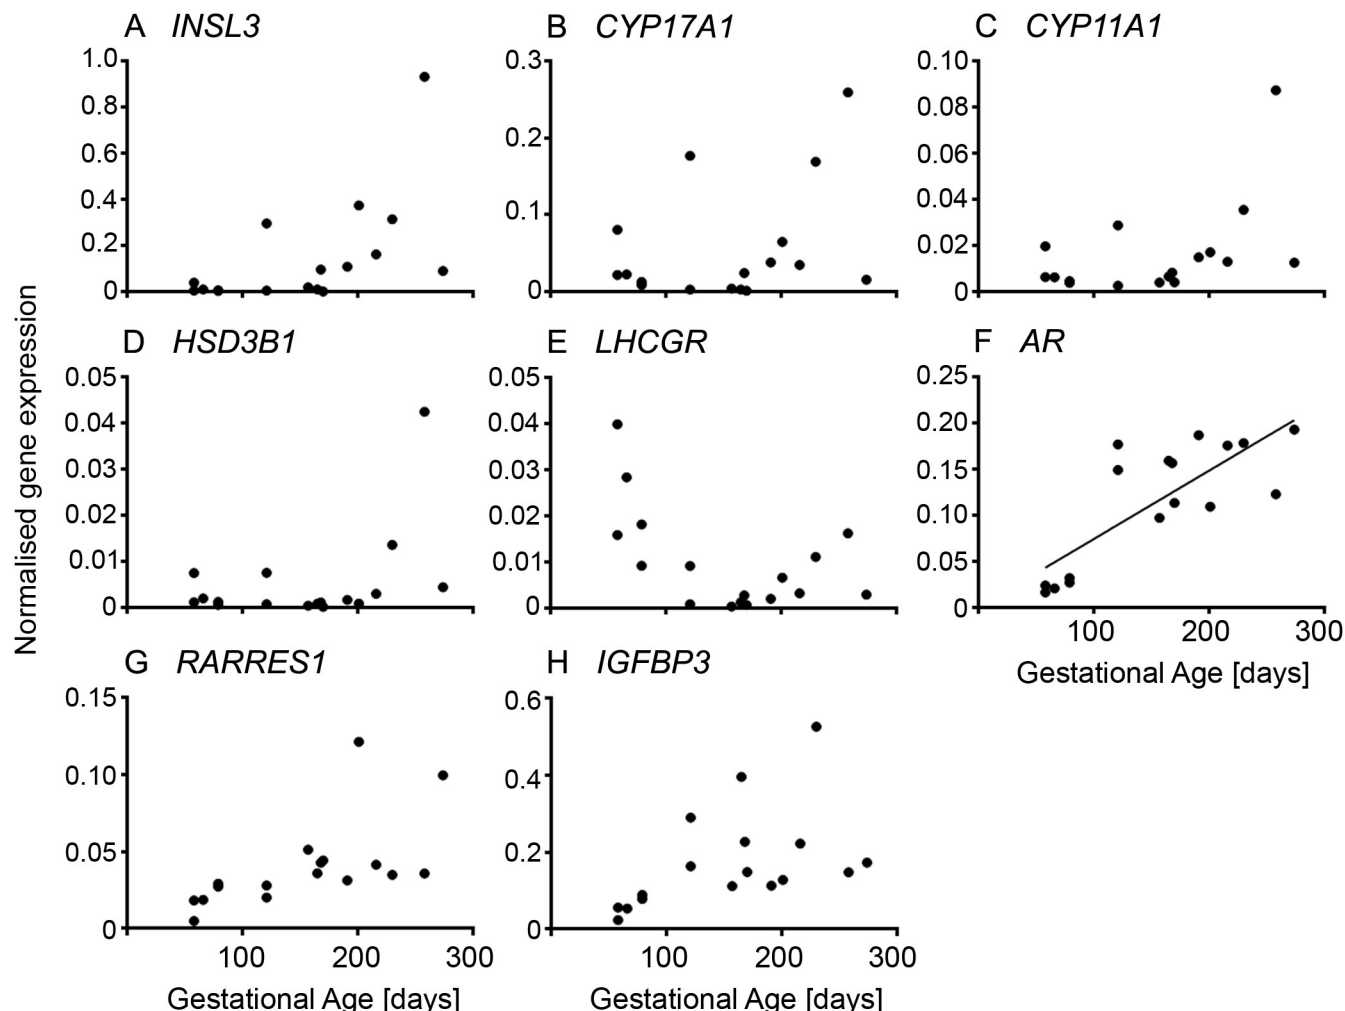 A INSL3
B CYP17A1
C CYP11A1
1.0
0.8
0.6
0.4
0.2
0
0.3
0.2
0.1
0
0.10
0.08
0.06
0.04
0.02
0
Normalised gene expression
D HSD3B1
E LHCGR
F AR
0.05
0.04
0.03
0.02
0.01
0
0.05
0.04
0.03
0.02
0.01
0
0.25
0.20
0.15
0.10
0.05
0
100 200 300
Gestational Age [days]
G RARRES1
H IGFBP3
0.15
0.10
0.05
0
100 200 300
Gestational Age [days]
0.6
0.4
0.2
0
100 200 300
Gestational Age [days]